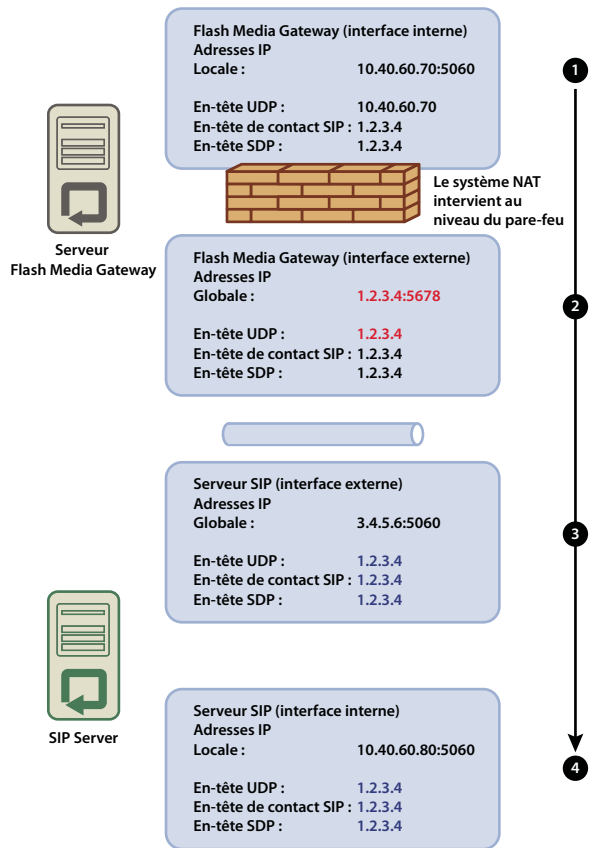 Flash Media Gateway (interface interne)
Adresses IP
Locale : 10.40.60.70:5060
En-tête UDP : 10.40.60.70
En-tête de contact SIP : 1.2.3.4
En-tête SDP : 1.2.3.4
1
Le système NAT
intervient au
niveau du pare-feu
Serveur
Flash Media Gateway
Flash Media Gateway (interface externe)
Adresses IP
Globale : 1.2.3.4:5678
En-tête UDP : 1.2.3.4
En-tête de contact SIP : 1.2.3.4
En-tête SDP : 1.2.3.4
2
Serveur SIP (interface externe)
Adresses IP
Globale : 3.4.5.6:5060
En-tête UDP : 1.2.3.4
En-tête de contact SIP : 1.2.3.4
En-tête SDP : 1.2.3.4
3
SIP Server
Serveur SIP (interface interne)
Adresses IP
Locale : 10.40.60.80:5060
En-tête UDP : 1.2.3.4
En-tête de contact SIP : 1.2.3.4
En-tête SDP : 1.2.3.4
4